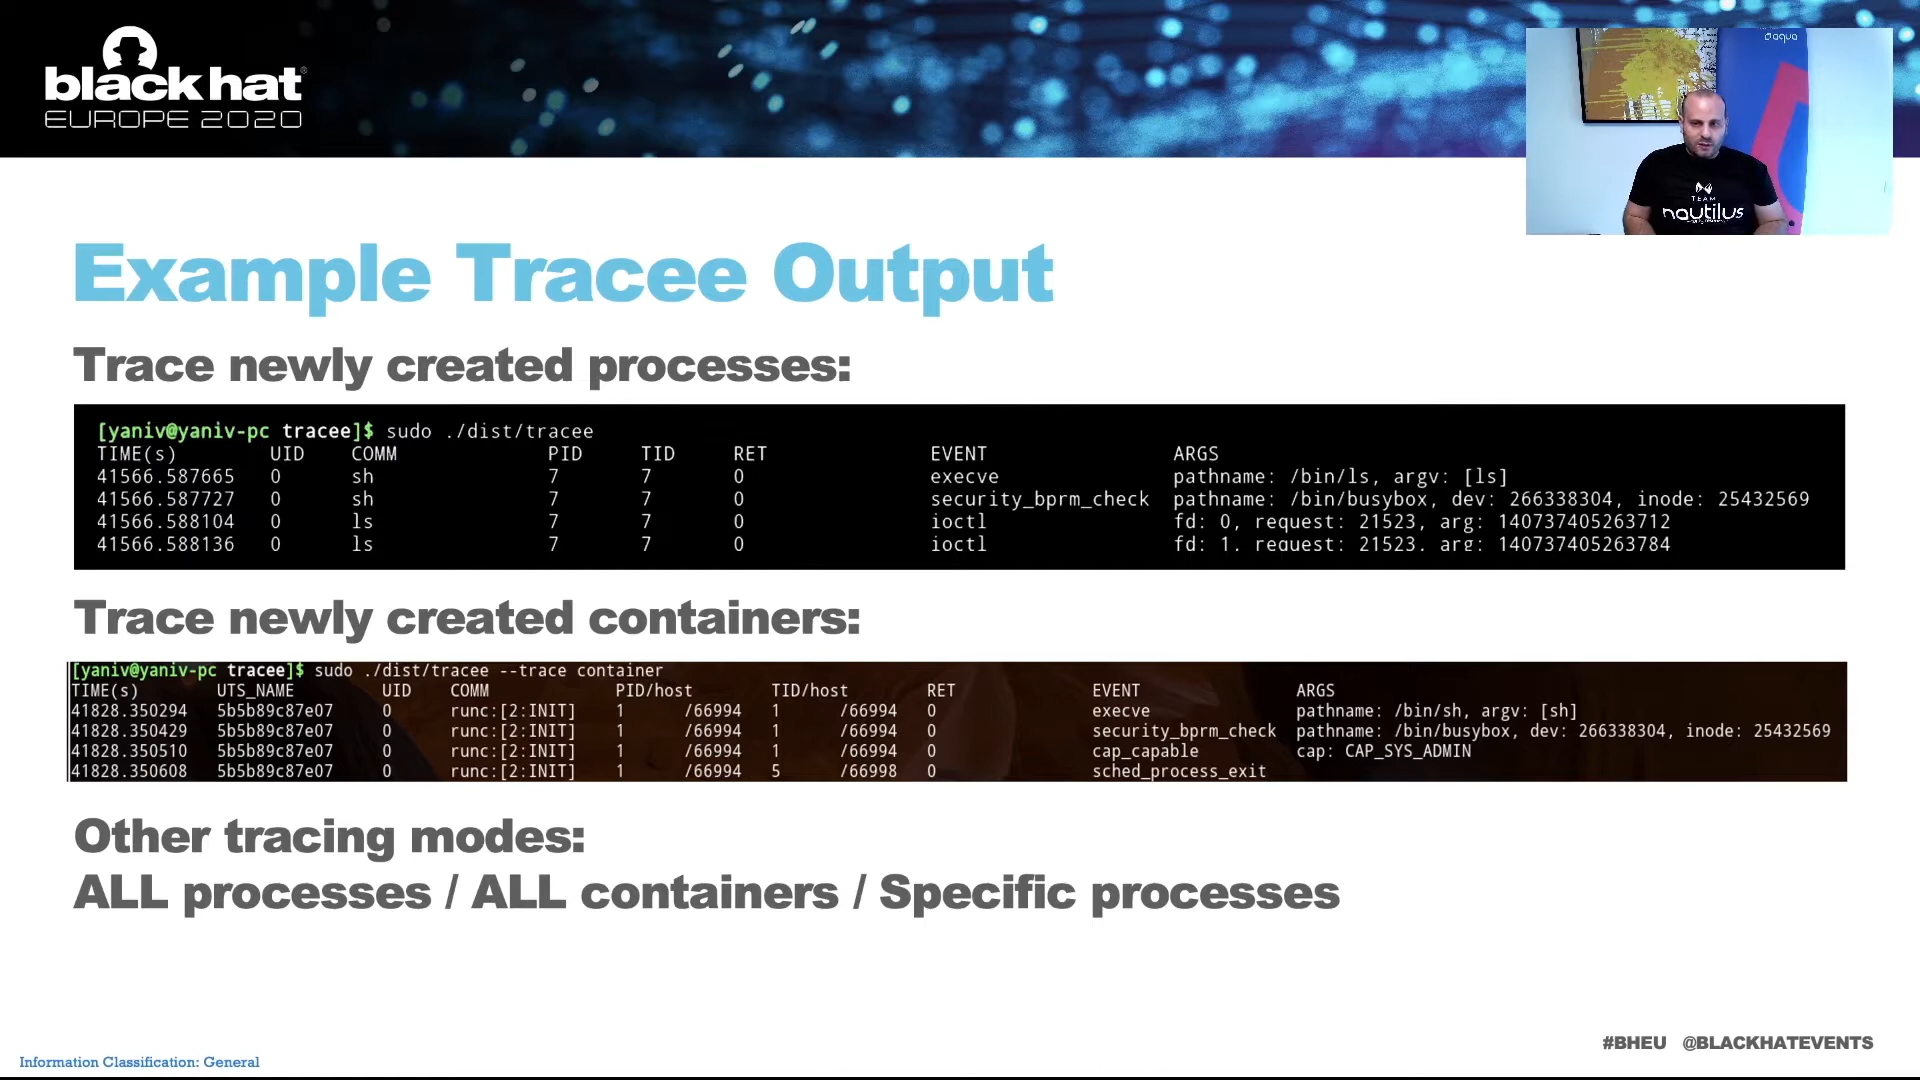 black hat
EUROPE 2020
aqua
TEAM
nautilus
Example Tracee Output
Trace newly created processes:
[yaniv@yaniv-pc tracee]$ sudo ./dist/tracee
TIME(s) UID COMM PID TID RET EVENT ARGS
41566.587665 0 sh 7 7 0 execve pathname: /bin/ls, argv: [ls]
41566.587727 0 sh 7 7 0 security_bprm_check pathname: /bin/busybox, dev: 266338304, inode: 25432569
41566.588104 0 ls 7 7 0 ioctl fd: 0, request: 21523, arg: 140737405263712
41566.588136 0 ls 7 7 0 ioctl fd: 1, request: 21523, arg: 140737405263784
Trace newly created containers:
[yaniv@yaniv-pc tracee]$ sudo ./dist/tracee --trace container
TIME(s) UTS_NAME UID COMM PID/host TID/host RET EVENT ARGS
41828.350294 5b5b89c87e07 0 runc:[2:INIT] 1 /66994 1 /66994 0 execve pathname: /bin/sh, argv: [sh]
41828.350429 5b5b89c87e07 0 runc:[2:INIT] 1 /66994 1 /66994 0 security_bprm_check pathname: /bin/busybox, dev: 266338304, inode: 25432569
41828.350510 5b5b89c87e07 0 runc:[2:INIT] 1 /66994 1 /66994 0 cap_capable cap: CAP_SYS_ADMIN
41828.350608 5b5b89c87e07 0 runc:[2:INIT] 1 /66994 5 /66998 0 sched_process_exit
Other tracing modes:
ALL processes / ALL containers / Specific processes
#BHEU @BLACKHATEVENTS
Information Classification: General